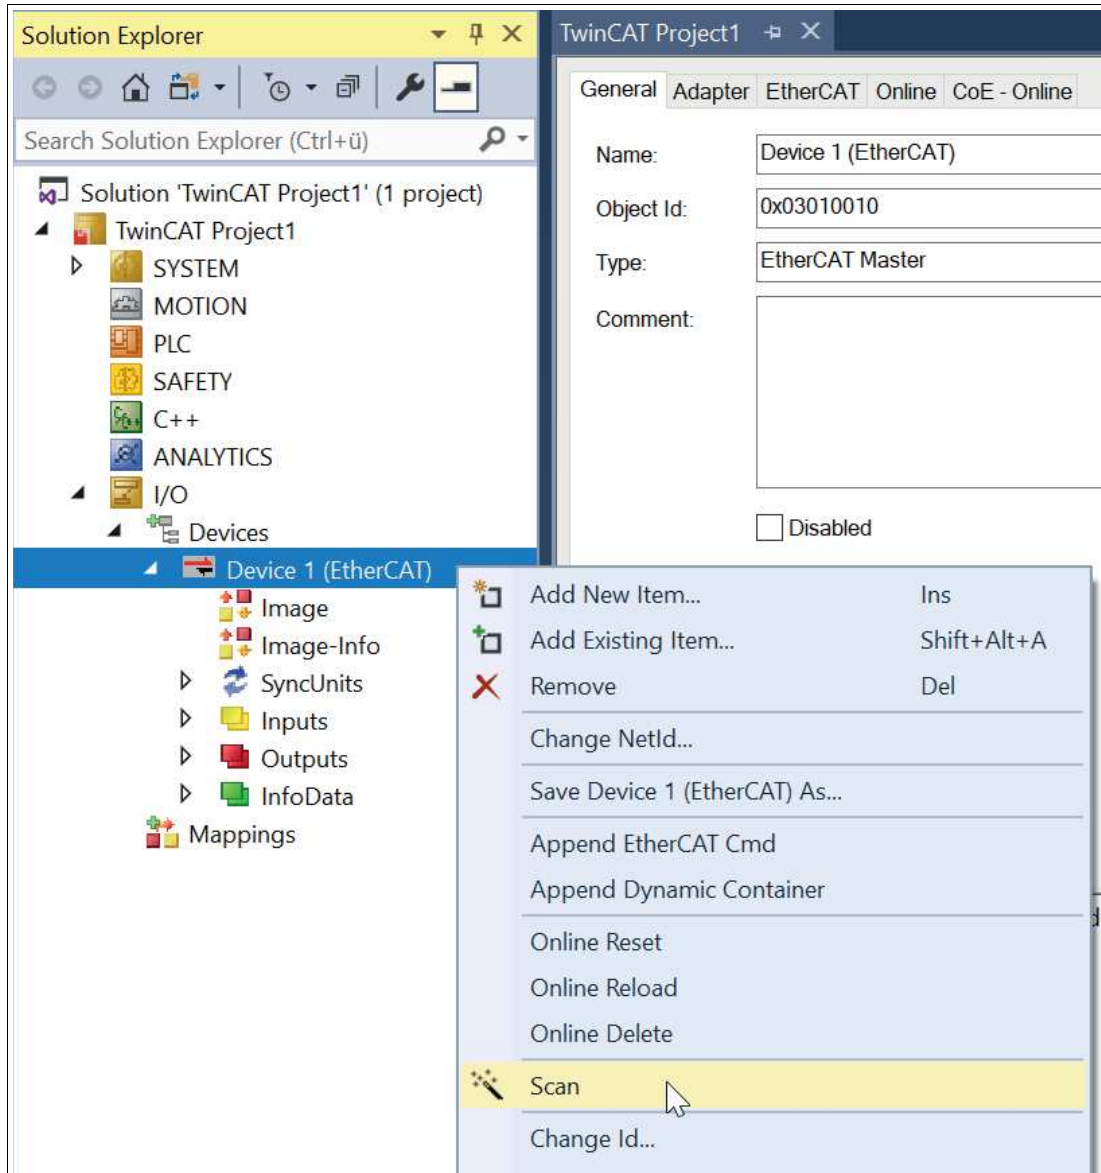 Solution Explorer
Search Solution Explorer (Ctrl+ü)
Solution 'TwinCAT Project1' (1 project)
TwinCAT Project1
SYSTEM
MOTION
PLC
SAFETY
C++
ANALYTICS
I/O
Devices
Device 1 (EtherCAT)
Image
Image-Info
SyncUnits
Inputs
Outputs
InfoData
Mappings
TwinCAT Project1
General Adapter EtherCAT Online CoE - Online
Name: Device 1 (EtherCAT)
Object Id: 0x03010010
Type: EtherCAT Master
Comment:
Disabled
Add New Item... Ins
Add Existing Item... Shift+Alt+A
Remove Del
Change NetId...
Save Device 1 (EtherCAT) As...
Append EtherCAT Cmd
Append Dynamic Container
Online Reset
Online Reload
Online Delete
Scan
Change Id...